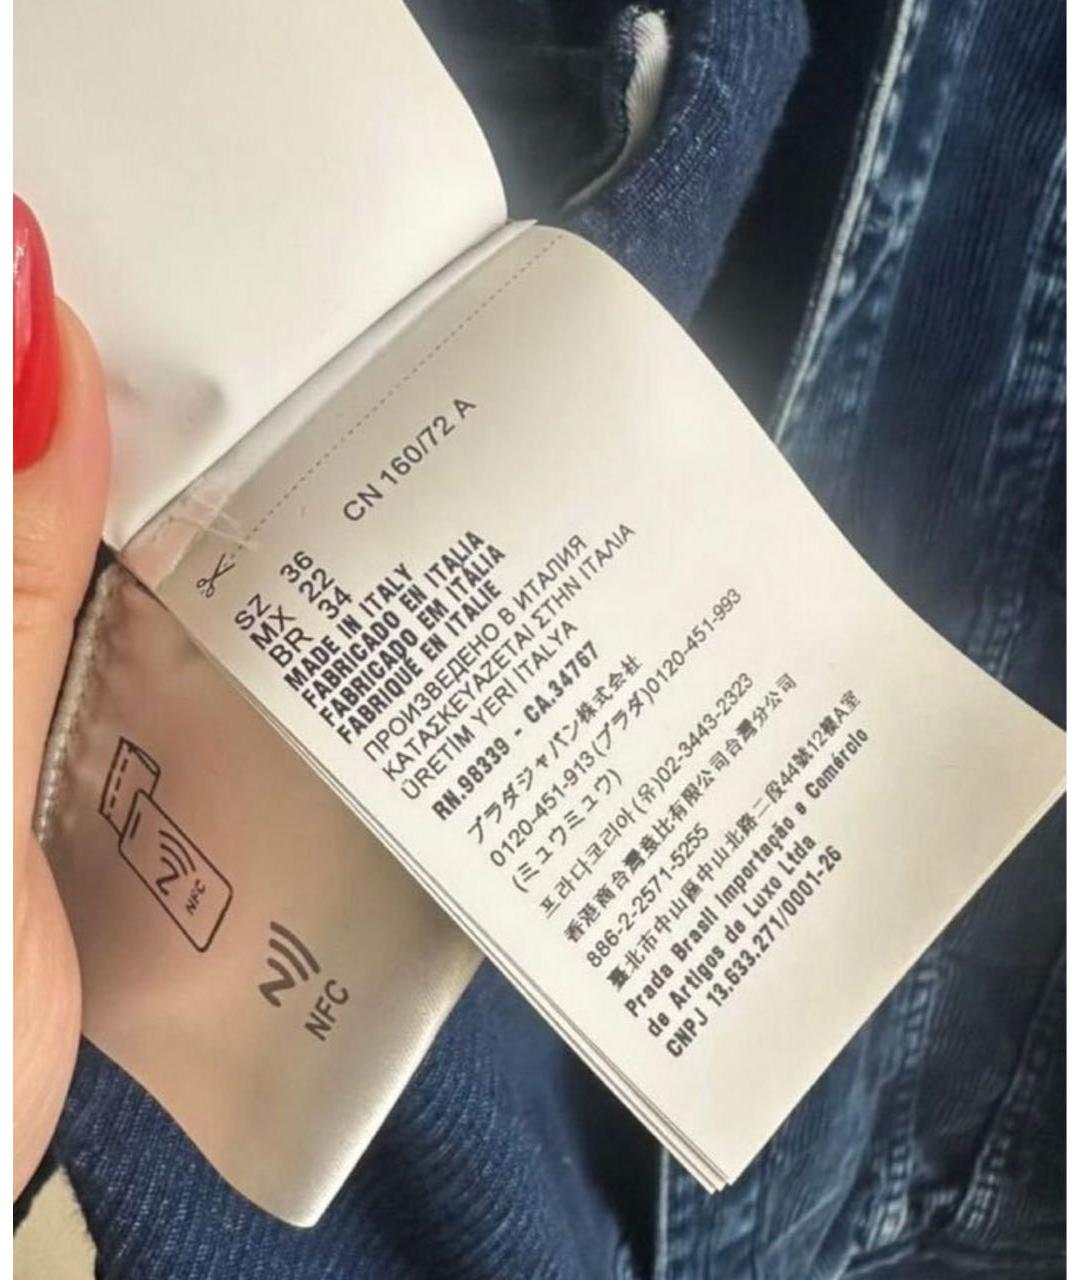 CN 160/72 A
SZ 36
MX 22
BR 34
MADE IN ITALY
FABRICADO EN ITALIA
FABRICADO EM ITÁLIA
FABRIQUÉ EN ITALIE
ПРОИЗВЕДЕНО В ИТАЛИЯ
ΚΑΤΑΣΚΕΥΑΖΕΤΑΙ ΣΤΗΝ ΙΤΑΛΙΑ
ÜRETİM YERİ İTALYA
RN.98339 - CA.34767
プラダジャパン株式会社
0120-451-913(プラダ)0120-451-993
(ミュウミュウ)
프라다코리아(유)02-3443-2323
香港商台灣意比有限公司台灣分公司
886-2-2571-5255
臺北市中山區中山北路二段44號12樓A室
Prada Brasil Importação e Comércio
de Artigos de Luxo Ltda
CNPJ 13.633.271/0001-26
NFC
NFC